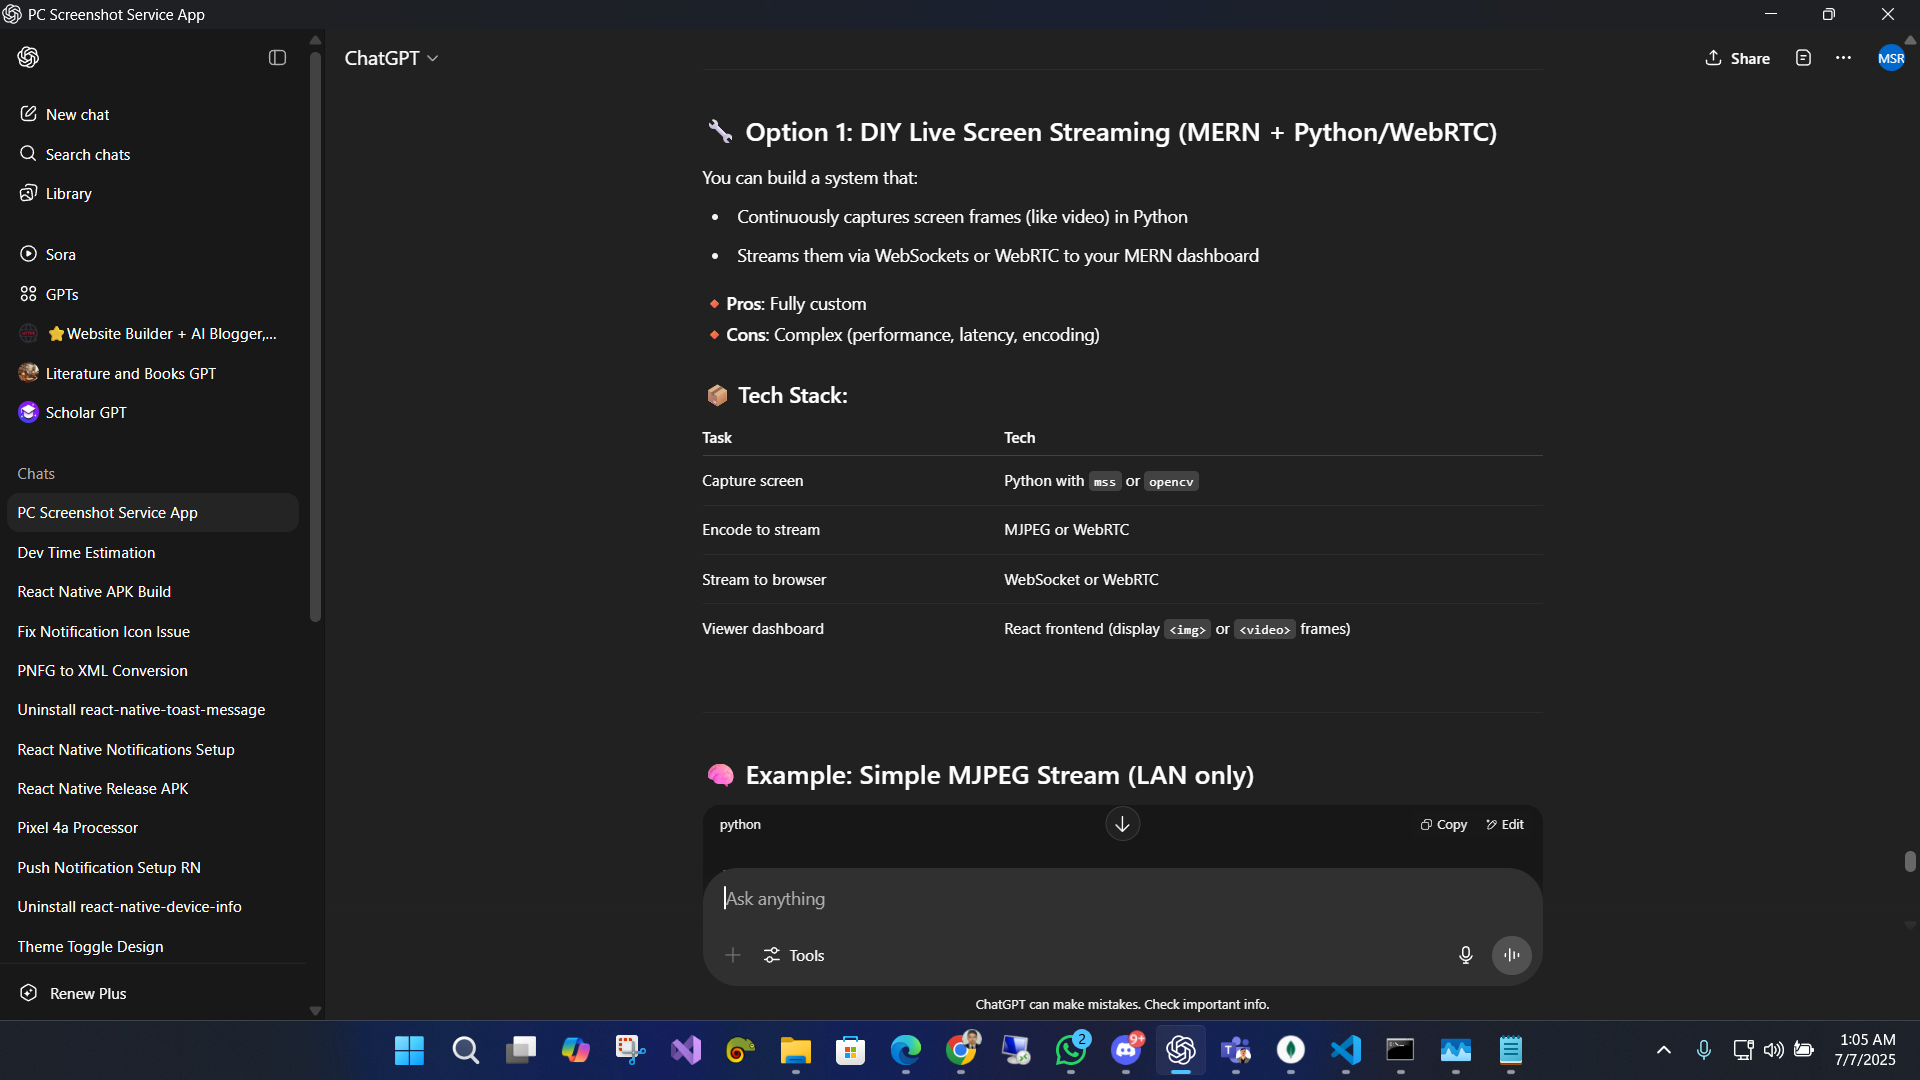 PC Screenshot Service App
ChatGPT
Share
MSR
New chat
Search chats
Library
Sora
GPTs
Website Builder + AI Blogger,...
Literature and Books GPT
Scholar GPT
Chats
PC Screenshot Service App
Dev Time Estimation
React Native APK Build
Fix Notification Icon Issue
PNFG to XML Conversion
Uninstall react-native-toast-message
React Native Notifications Setup
React Native Release APK
Pixel 4a Processor
Push Notification Setup RN
Uninstall react-native-device-info
Theme Toggle Design
Renew Plus
Option 1: DIY Live Screen Streaming (MERN + Python/WebRTC)
You can build a system that:
• Continuously captures screen frames (like video) in Python
• Streams them via WebSockets or WebRTC to your MERN dashboard
Pros: Fully custom
Cons: Complex (performance, latency, encoding)
Tech Stack:
Task Tech
Capture screen Python with mss or opencv
Encode to stream MJPEG or WebRTC
Stream to browser WebSocket or WebRTC
Viewer dashboard React frontend (display <img> or <video> frames)
Example: Simple MJPEG Stream (LAN only)
python Copy Edit
Ask anything
Tools
ChatGPT can make mistakes. Check important info.
2
9+
1:05 AM
7/7/2025